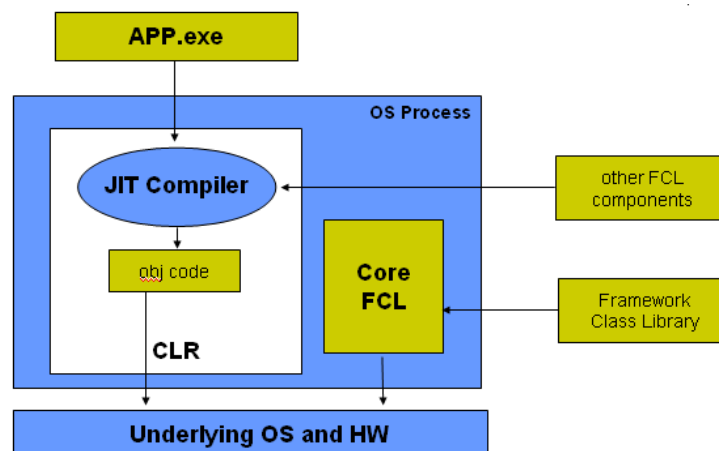 APP.exe
OS Process
JIT Compiler
other FCL
components
obj code
Core
FCL
Framework
Class Library
CLR
Underlying OS and HW